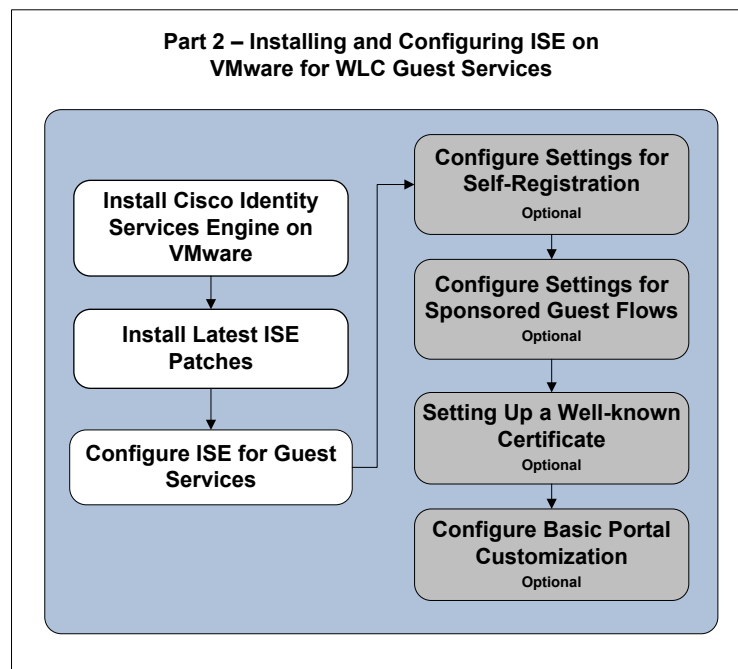 Part 2 – Installing and Configuring ISE on
VMware for WLC Guest Services
Install Cisco Identity
Services Engine on
VMware
Install Latest ISE
Patches
Configure ISE for Guest
Services
Configure Settings for
Self-Registration
Optional
Configure Settings for
Sponsored Guest Flows
Optional
Setting Up a Well-known
Certificate
Optional
Configure Basic Portal
Customization
Optional